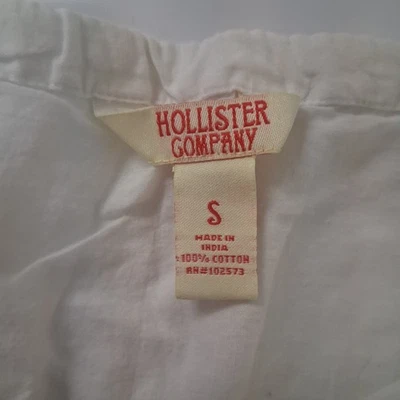 HOLLISTER
COMPANY
S
MADE IN
INDIA
100% COTTON
RN#102573